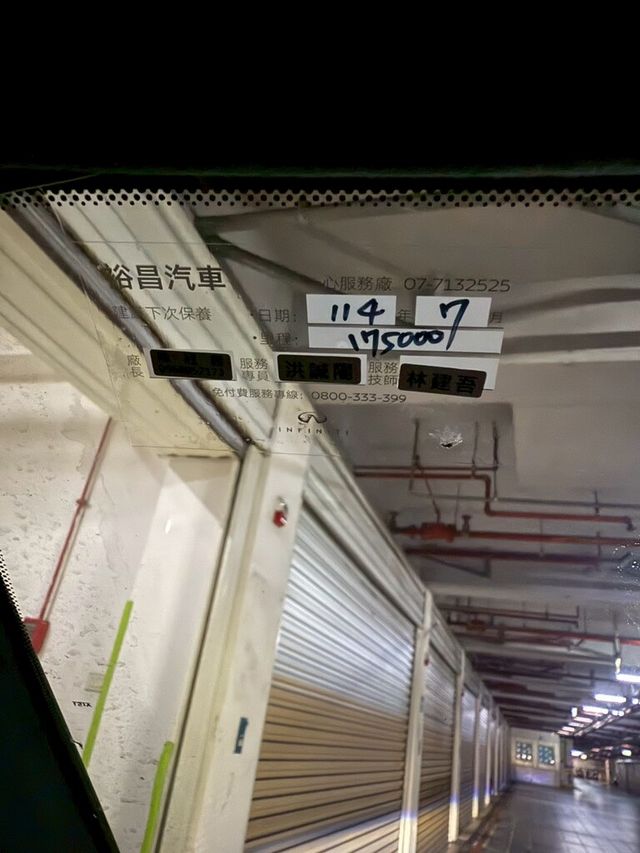 裕昌汽車 心服務廠 07-7132525
建議下次保養 ・日期: 114 年 7 月
・里程: 175000
廠長 服務專員 洪誠陽 服務技師 林建吾
免付費服務專線: 0800-333-399
INFINITI